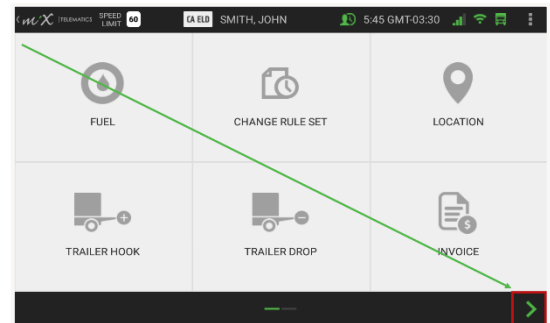 miX TELEMATICS SPEED LIMIT 60 CA ELD SMITH, JOHN 5:45 GMT-03:30
FUEL CHANGE RULE SET LOCATION
TRAILER HOOK TRAILER DROP INVOICE